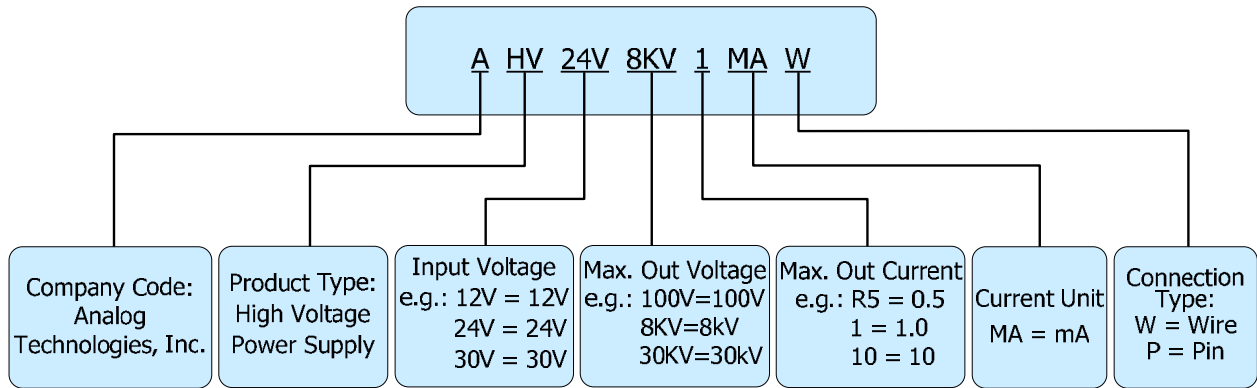 A HV 24V 8KV 1 MA W
Company Code:
Analog
Technologies, Inc.
Product Type:
High Voltage
Power Supply
Input Voltage
e.g.: 12V = 12V
24V = 24V
30V = 30V
Max. Out Voltage
e.g.: 100V=100V
8KV=8kV
30KV=30kV
Max. Out Current
e.g.: R5 = 0.5
1 = 1.0
10 = 10
Current Unit
MA = mA
Connection
Type:
W = Wire
P = Pin